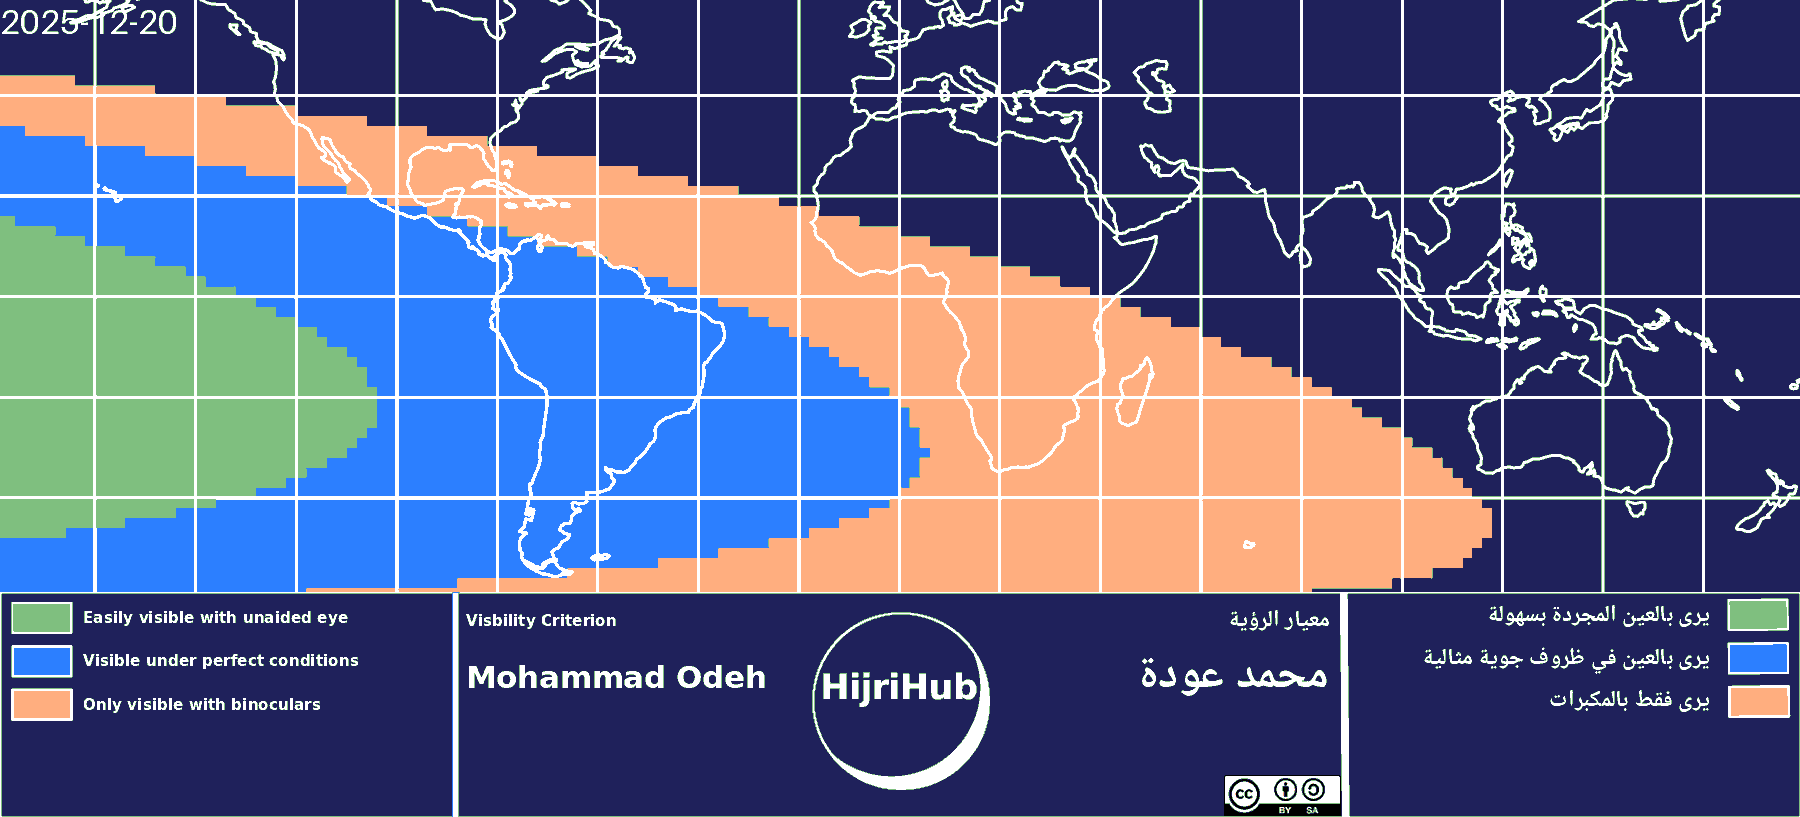 2025-12-20
Easily visible with unaided eye
Visible under perfect conditions
Only visible with binoculars
Visbility Criterion
معيار الرؤية
Mohammad Odeh
محمد عودة
HijriHub
cc
BY SA
يرى بالعين المجردة بسهولة
يرى بالعين في ظروف جوية مثالية
يرى فقط بالمكبرات